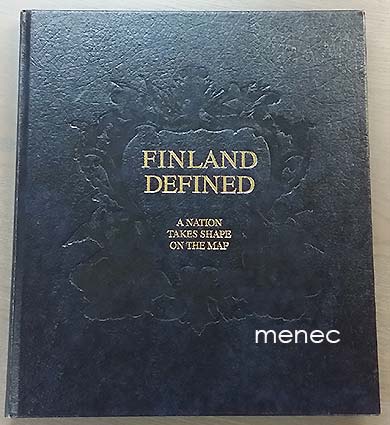 FINLAND
DEFINED
A NATION
TAKES SHAPE
ON THE MAP
menec